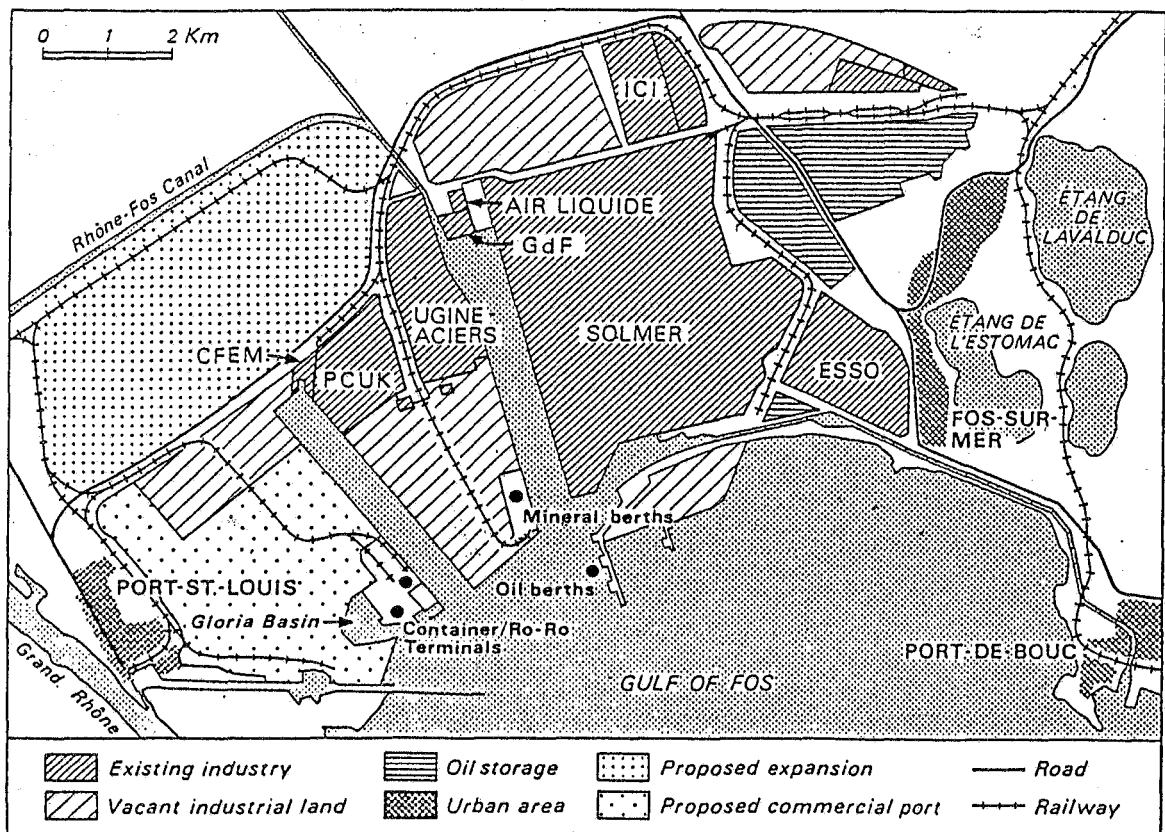 0 1 2 Km
ICI
Rhône-Fos Canal
AIR LIQUIDE
GdF
ÉTANG
DE
LAVALDUC
UGINE-
ACIERS
SOLMER
ÉTANG DE
L'ESTOMAC
CFEM
PCUK
ESSO
FOS-SUR-
MER
Mineral berths
Oil berths
PORT-ST.-LOUIS
Gloria Basin
Container/Ro-Ro
Terminals
PORT-DE-BOUC
GULF OF FOS
Grand Rhône
Existing industry
Oil storage
Proposed expansion
Road
Vacant industrial land
Urban area
Proposed commercial port
Railway